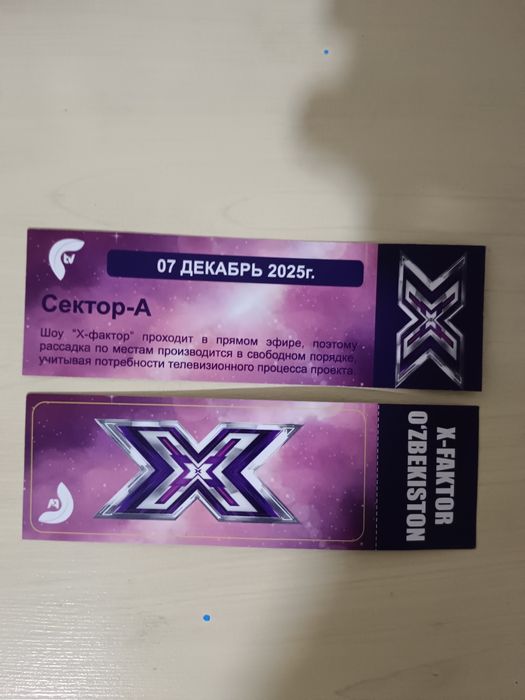 tv
07 ДЕКАБРЬ 2025г.
Сектор-А
Шоу "Х-фактор" проходит в прямом эфире, поэтому
рассадка по местам производится в свободном порядке,
учитывая потребности телевизионного процесса проекта.
X-FAKTOR
O'ZBEKISTON